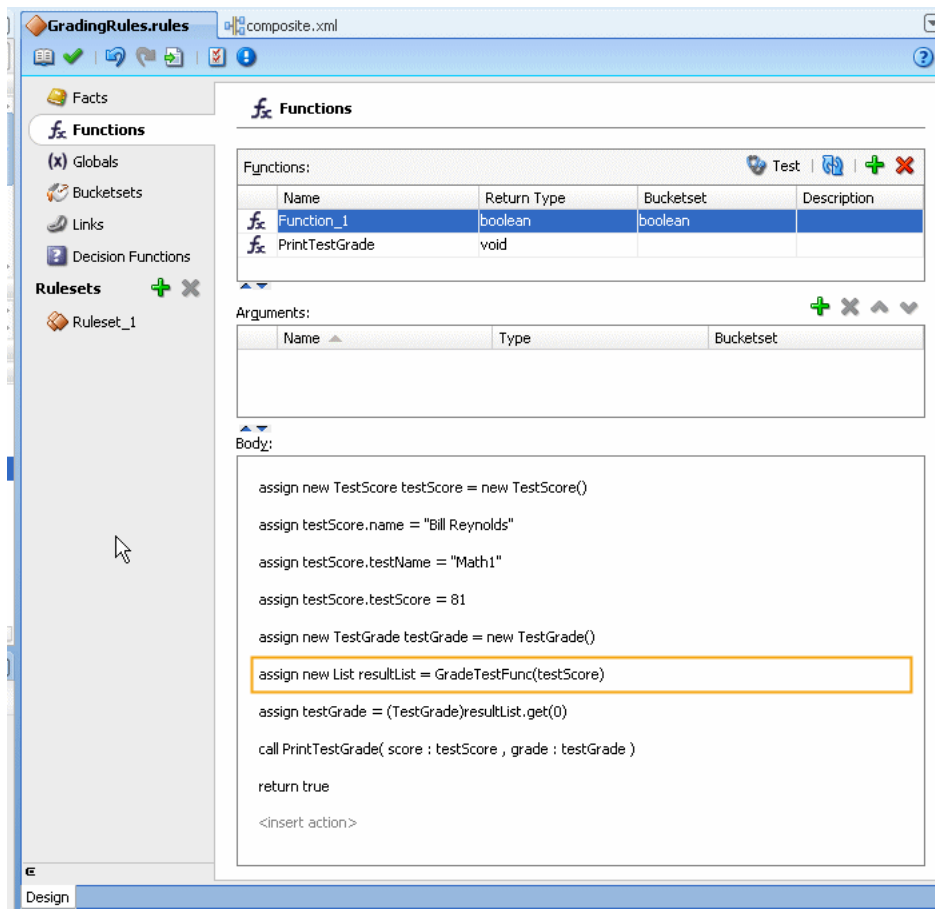 GradingRules.rules composite.xml
Facts
Functions
(x) Globals
Bucketsets
Links
Decision Functions
Rulesets
Ruleset_1
fx Functions
Functions: Test
Name Return Type Bucketset Description
fx Function_1 boolean boolean
fx PrintTestGrade void
Arguments:
Name Type Bucketset
Body:
assign new TestScore testScore = new TestScore()
assign testScore.name = "Bill Reynolds"
assign testScore.testName = "Math1"
assign testScore.testScore = 81
assign new TestGrade testGrade = new TestGrade()
assign new List resultList = GradeTestFunc(testScore)
assign testGrade = (TestGrade)resultList.get(0)
call PrintTestGrade( score : testScore , grade : testGrade )
return true
<insert action>
Design